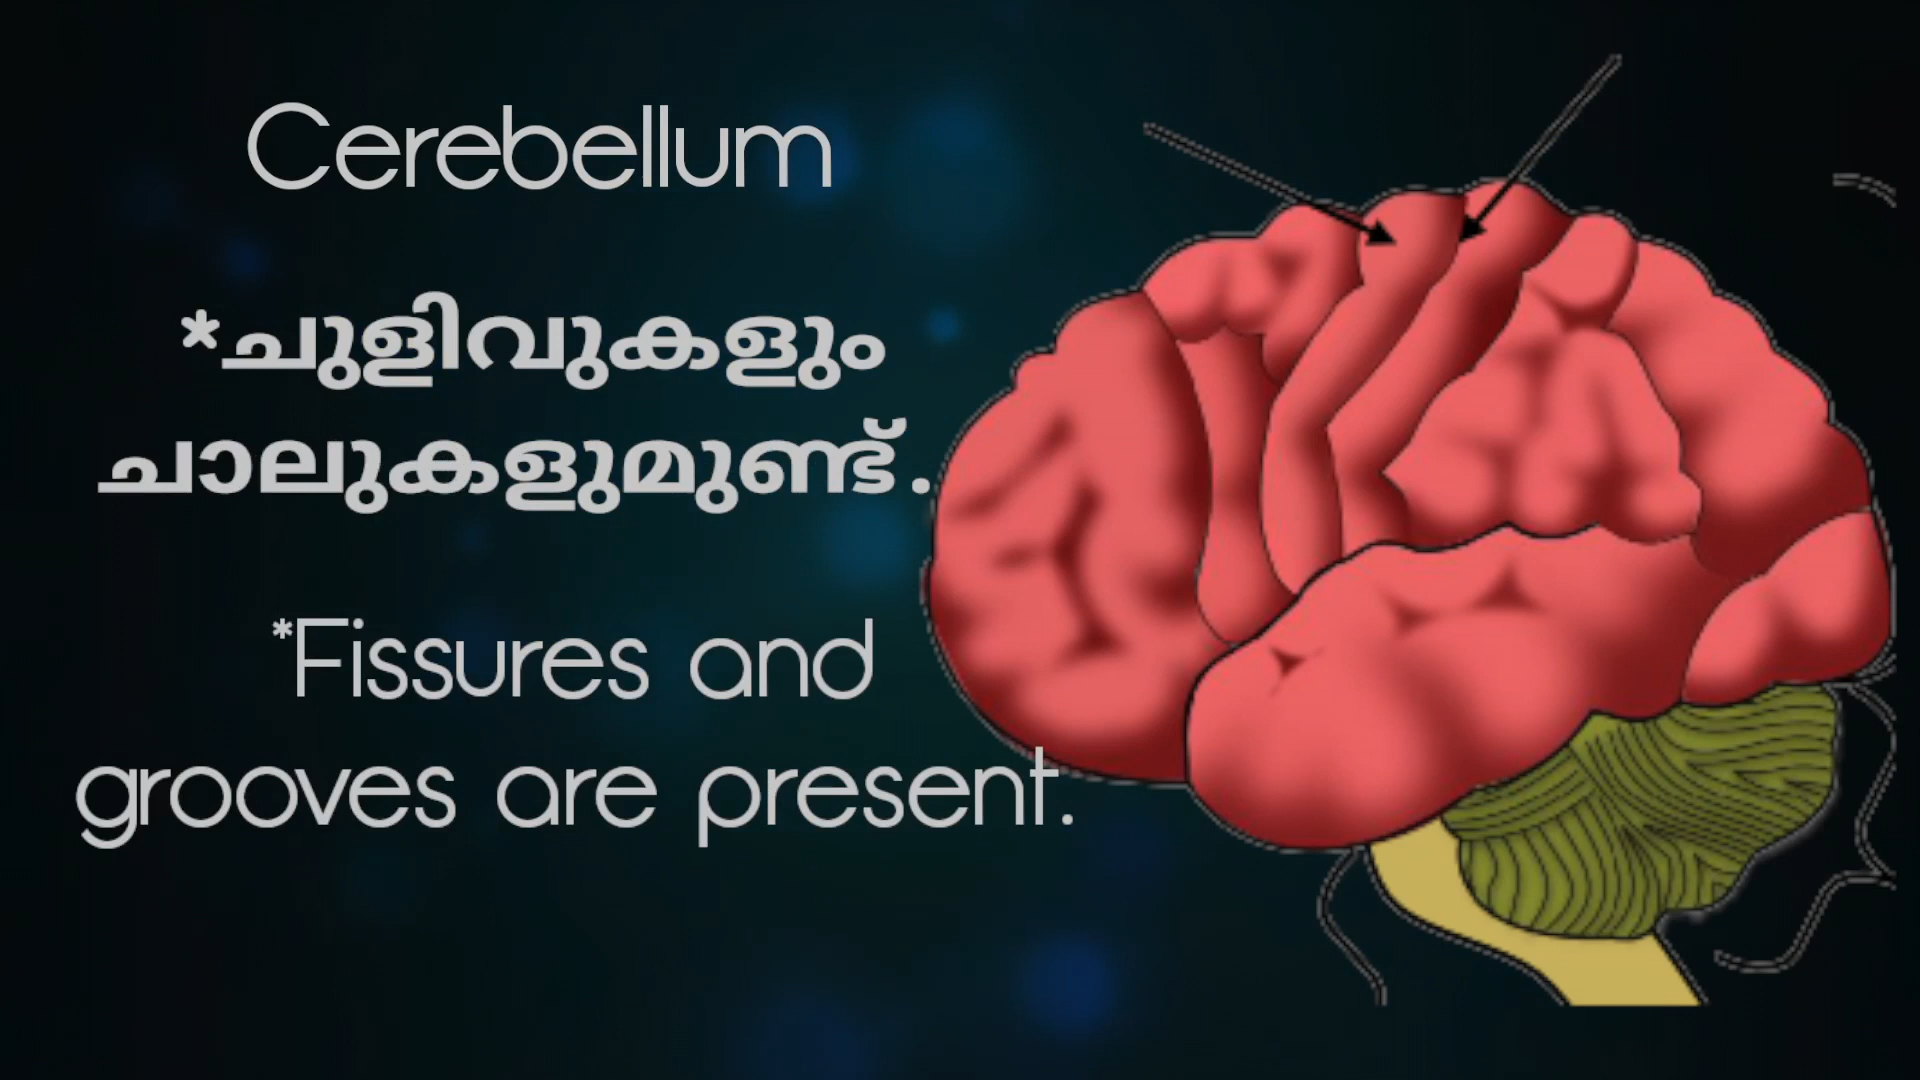 Cerebellum
*ചുളിവുകളും
ചാലുകളുമുണ്ട്.
*Fissures and
grooves are present.